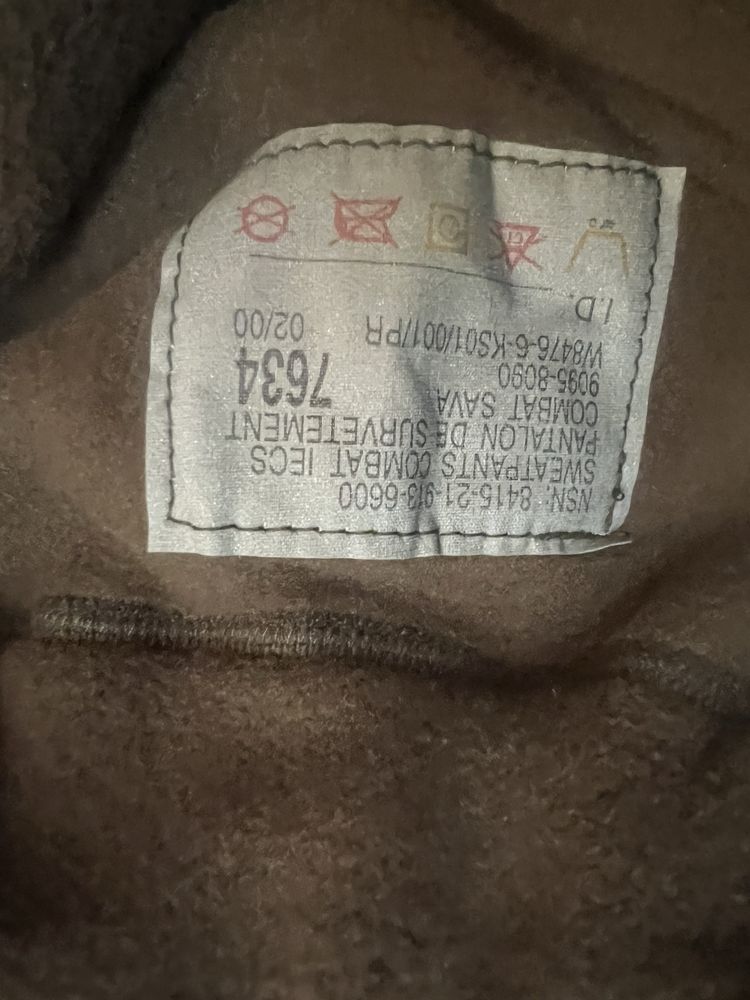 NSN: 8415-21-913-6600
SWEATPANTS COMBAT IECS
PANTALON DE SURVETEMENT
COMBAT SAVA
9095-8090 7634
W8476-6-KS01/001/PR 02/00
I.D.